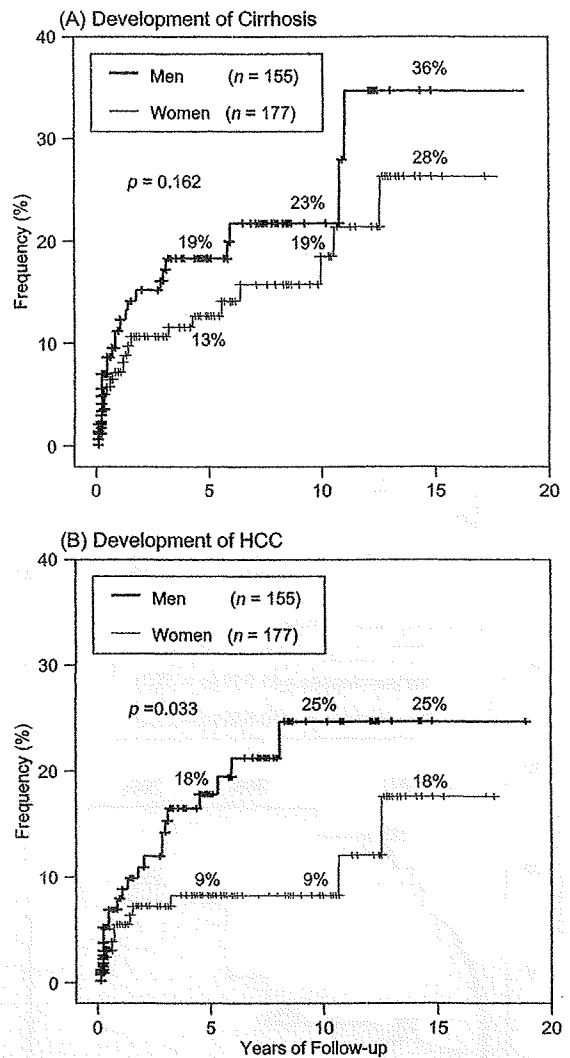 (A) Development of Cirrhosis
40
Men (n = 155)
Women (n = 177)
36%
30
28%
p = 0.162
23%
Frequency (%)
20
19%
19%
10
13%
0
0 5 10 15 20
(B) Development of HCC
40
Men (n = 155)
Women (n = 177)
30
p =0.033
25% 25%
Frequency (%)
20
18%
18%
10
9% 9%
0
0 5 10 15 20
Years of Follow-up